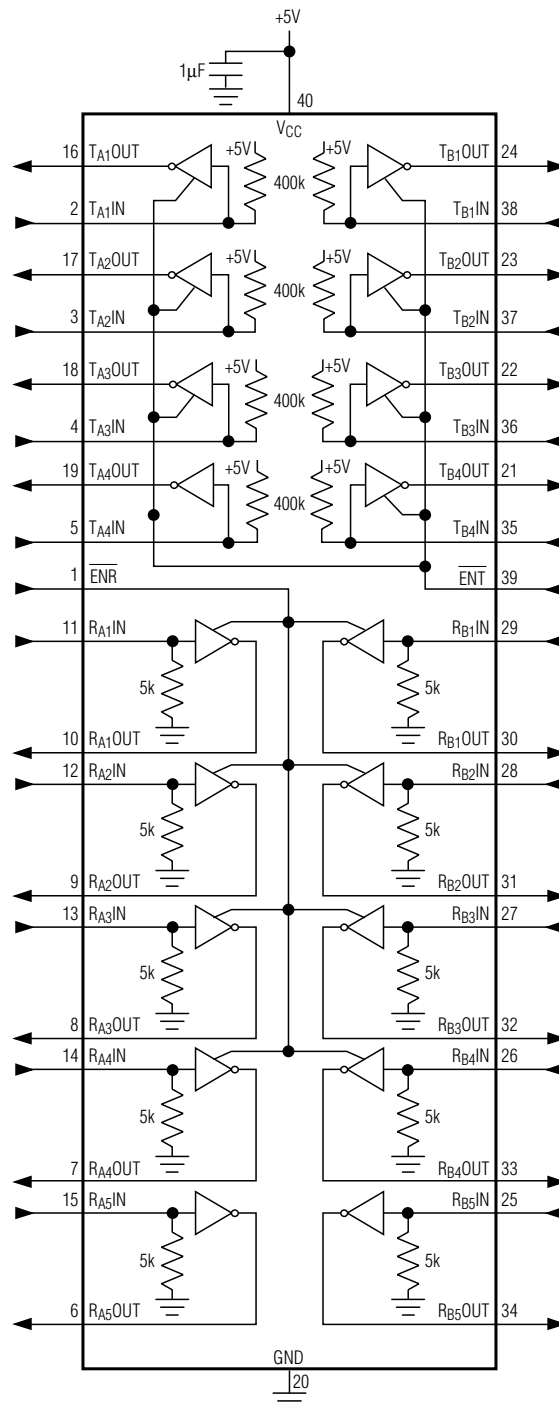 +5V
1µF
40
VCC
16 TA1OUT +5V +5V TB1OUT 24
400k
2 TA1IN TB1IN 38
17 TA2OUT +5V +5V TB2OUT 23
400k
3 TA2IN TB2IN 37
18 TA3OUT +5V +5V TB3OUT 22
400k
4 TA3IN TB3IN 36
19 TA4OUT +5V +5V TB4OUT 21
400k
5 TA4IN TB4IN 35
1 ENR ENT 39
11 RA1IN RB1IN 29
5k 5k
10 RA1OUT RB1OUT 30
12 RA2IN RB2IN 28
5k 5k
9 RA2OUT RB2OUT 31
13 RA3IN RB3IN 27
5k 5k
8 RA3OUT RB3OUT 32
14 RA4IN RB4IN 26
5k 5k
7 RA4OUT RB4OUT 33
15 RA5IN RB5IN 25
5k 5k
6 RA5OUT RB5OUT 34
GND
20